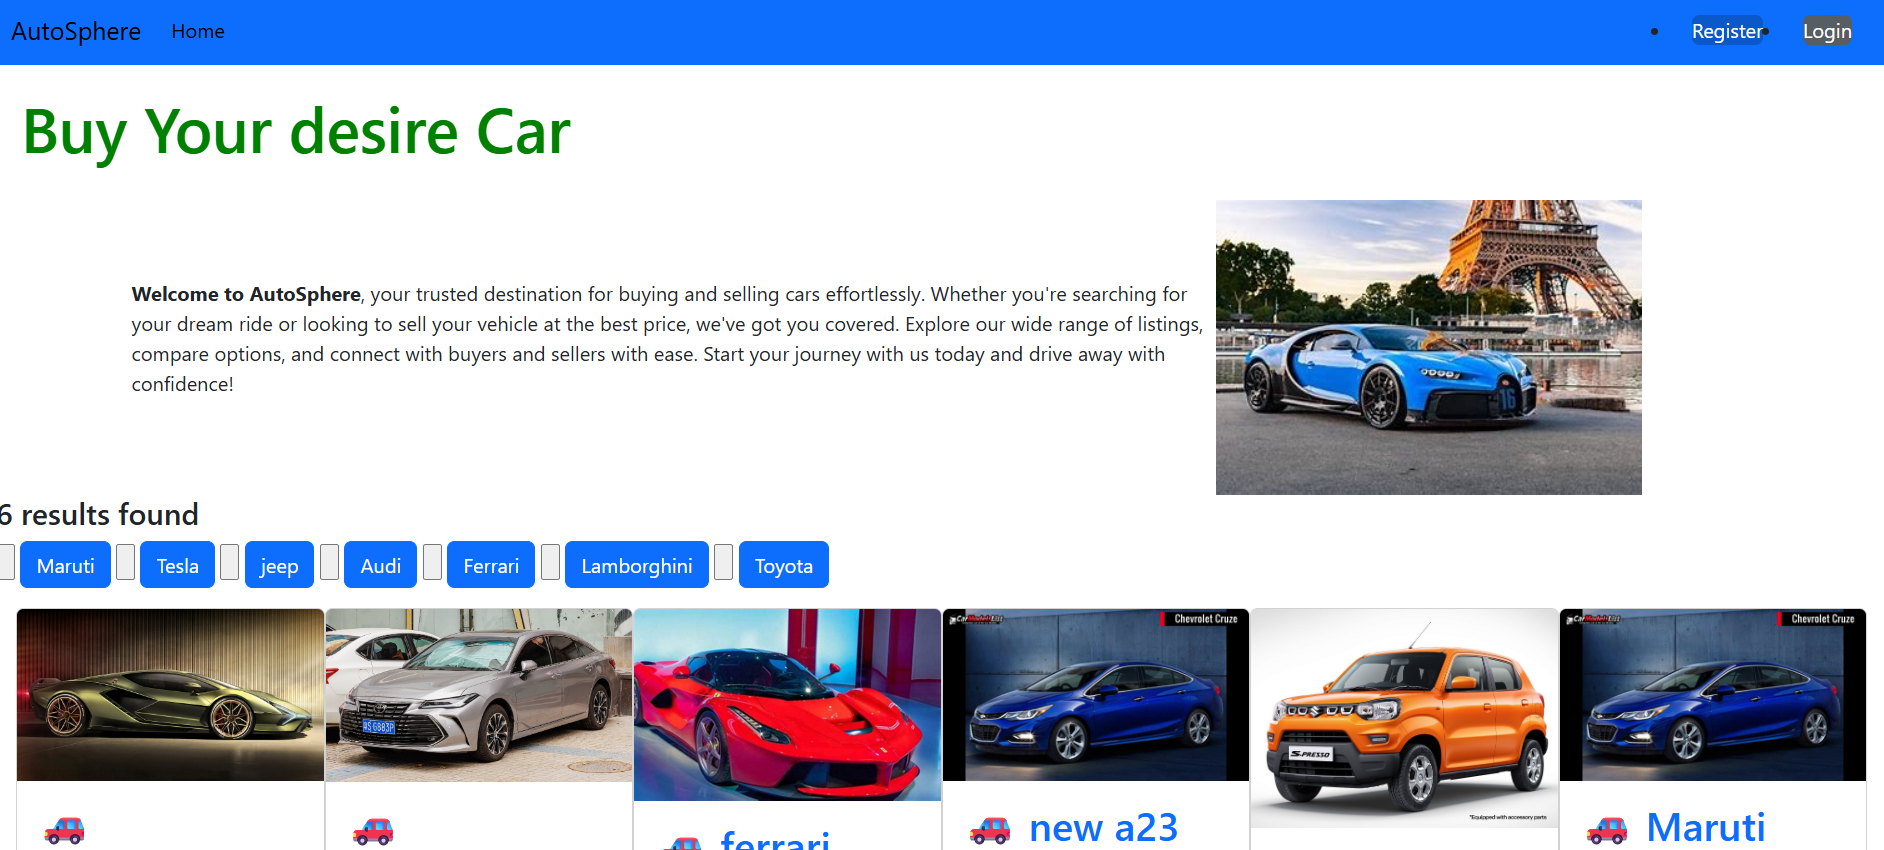 AutoSphere Home Register Login
Buy Your desire Car
Welcome to AutoSphere, your trusted destination for buying and selling cars effortlessly. Whether you're searching for
your dream ride or looking to sell your vehicle at the best price, we've got you covered. Explore our wide range of listings,
compare options, and connect with buyers and sellers with ease. Start your journey with us today and drive away with
confidence!
16
6 results found
Maruti Tesla jeep Audi Ferrari Lamborghini Toyota
CarModelsList Chevrolet Cruze
CarModelsList Chevrolet Cruze
S-PRESSO
*Equipped with accessory parts
ferrari
new a23
Maruti